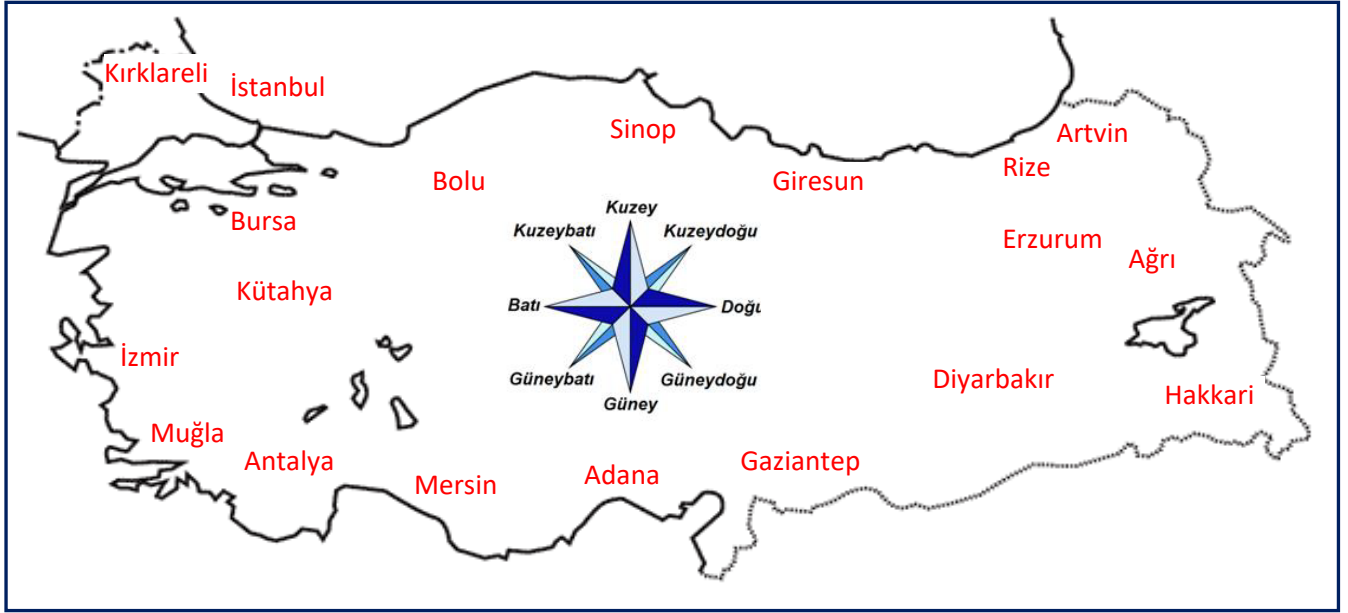 Kırklareli
İstanbul
Sinop
Artvin
Rize
Bolu
Giresun
Bursa
Kuzey
Kuzeybatı
Kuzeydoğu
Erzurum
Ağrı
Kütahya
Batı
Doğu
İzmir
Güneybatı
Güneydoğu
Güney
Diyarbakır
Hakkari
Muğla
Antalya
Mersin
Adana
Gaziantep